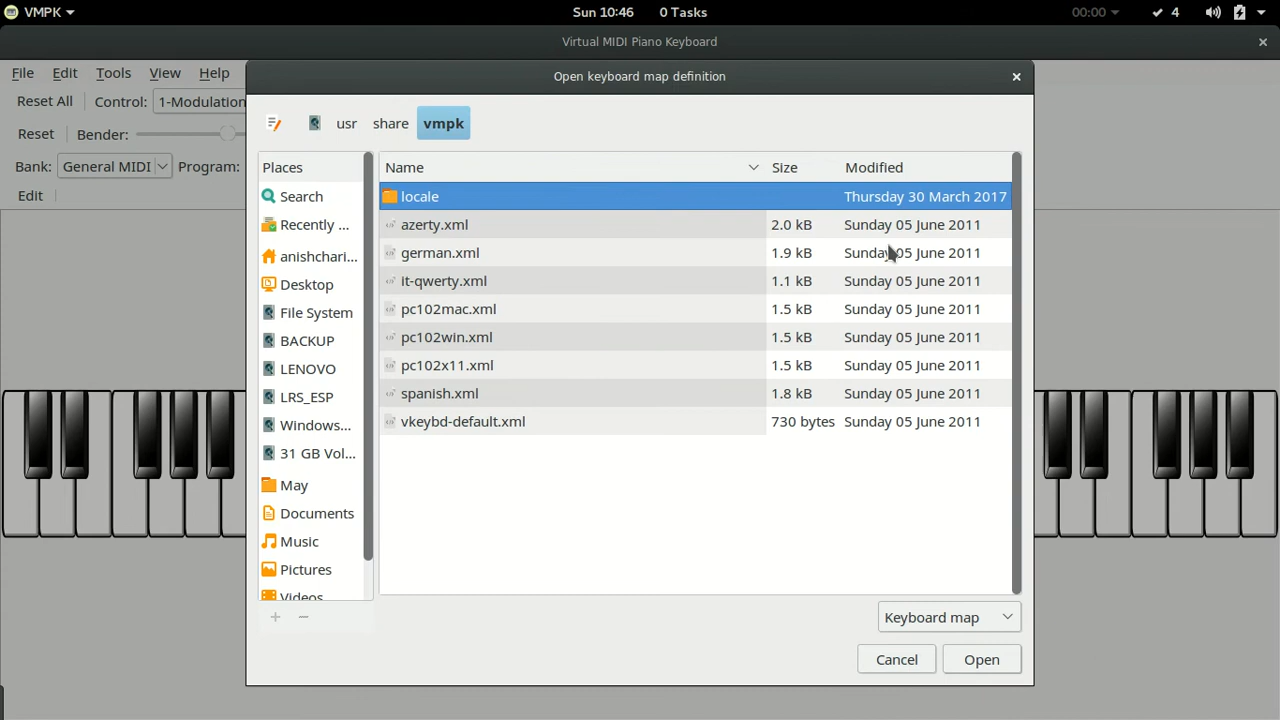 VMPK
Sun 10:46 0 Tasks
00:00 4
Virtual MIDI Piano Keyboard
File Edit Tools View Help
Reset All Control: 1-Modulation
Reset Bender:
Bank: General MIDI Program:
Edit
Open keyboard map definition
usr share vmpk
Places
Search
Recently ...
anishchari...
Desktop
File System
BACKUP
LENOVO
LRS_ESP
Windows...
31 GB Vol...
May
Documents
Music
Pictures
Videos
Name Size Modified
locale Thursday 30 March 2017
azerty.xml 2.0 kB Sunday 05 June 2011
german.xml 1.9 kB Sunday 05 June 2011
it-qwerty.xml 1.1 kB Sunday 05 June 2011
pc102mac.xml 1.5 kB Sunday 05 June 2011
pc102win.xml 1.5 kB Sunday 05 June 2011
pc102x11.xml 1.5 kB Sunday 05 June 2011
spanish.xml 1.8 kB Sunday 05 June 2011
vkeybd-default.xml 730 bytes Sunday 05 June 2011
Keyboard map
Cancel Open